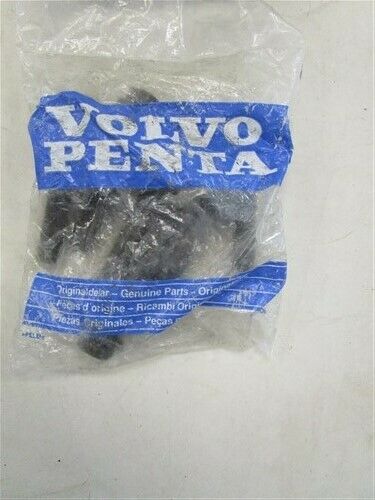 VOLVO
PENTA
Originaldelar – Genuine Parts – Origi
Pièces d'origine – Ricambi Origi
Piezas Originales – Peças